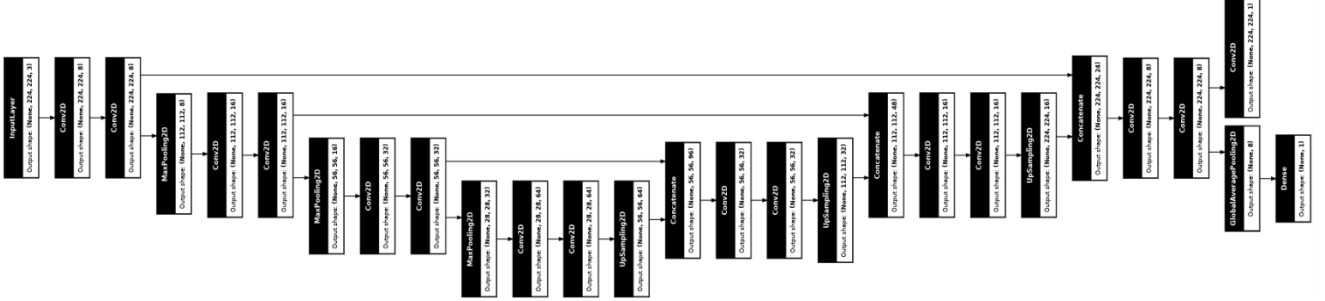 InputLayer
Output shape: (None, 224, 224, 3)
Conv2D
Output shape: (None, 224, 224, 8)
Conv2D
Output shape: (None, 224, 224, 8)
MaxPooling2D
Output shape: (None, 112, 112, 8)
Conv2D
Output shape: (None, 112, 112, 16)
Conv2D
Output shape: (None, 112, 112, 16)
MaxPooling2D
Output shape: (None, 56, 56, 16)
Conv2D
Output shape: (None, 56, 56, 32)
Conv2D
Output shape: (None, 56, 56, 32)
MaxPooling2D
Output shape: (None, 28, 28, 32)
Conv2D
Output shape: (None, 28, 28, 64)
Conv2D
Output shape: (None, 28, 28, 64)
UpSampling2D
Output shape: (None, 56, 56, 64)
Concatenate
Output shape: (None, 56, 56, 96)
Conv2D
Output shape: (None, 56, 56, 32)
Conv2D
Output shape: (None, 56, 56, 32)
UpSampling2D
Output shape: (None, 112, 112, 32)
Concatenate
Output shape: (None, 112, 112, 48)
Conv2D
Output shape: (None, 112, 112, 16)
Conv2D
Output shape: (None, 112, 112, 16)
UpSampling2D
Output shape: (None, 224, 224, 16)
Concatenate
Output shape: (None, 224, 224, 24)
Conv2D
Output shape: (None, 224, 224, 8)
Conv2D
Output shape: (None, 224, 224, 8)
Conv2D
Output shape: (None, 224, 224, 1)
GlobalAveragePooling2D
Output shape: (None, 8)
Dense
Output shape: (None, 1)